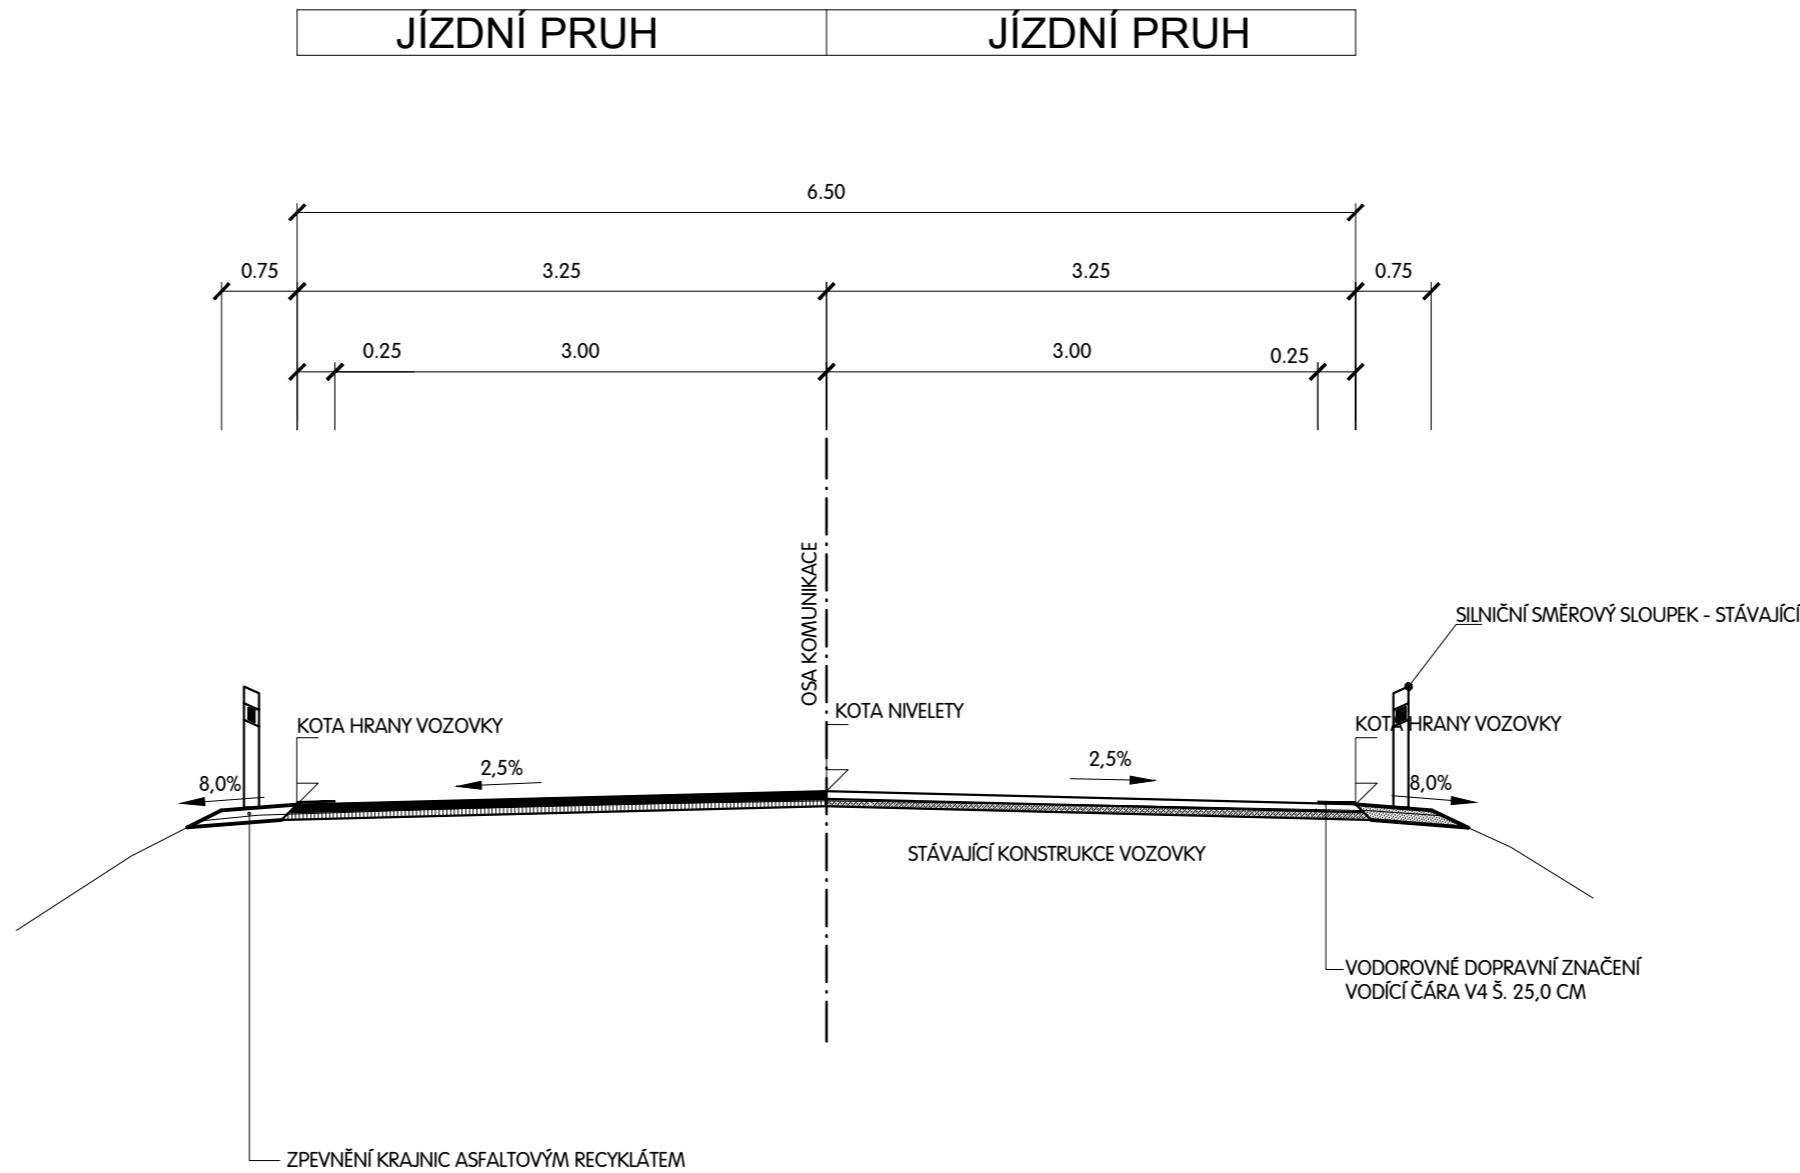 JÍZDNÍ PRUH JÍZDNÍ PRUH
6.50
0.75 3.25 3.25 0.75
0.25 3.00 3.00 0.25
OSA KOMUNIKACE
SILNIČNÍ SMĚROVÝ SLOUPEK - STÁVAJÍCÍ
KOTA HRANY VOZOVKY KOTA NIVELETY KOTA HRANY VOZOVKY
8,0% 2,5% 2,5% 8,0%
STÁVAJÍCÍ KONSTRUKCE VOZOVKY
VODOROVNÉ DOPRAVNÍ ZNAČENÍ
VODÍCÍ ČÁRA V4 Š. 25,0 CM
ZPEVNĚNÍ KRAJNIC ASFALTOVÝM RECYKLÁTEM